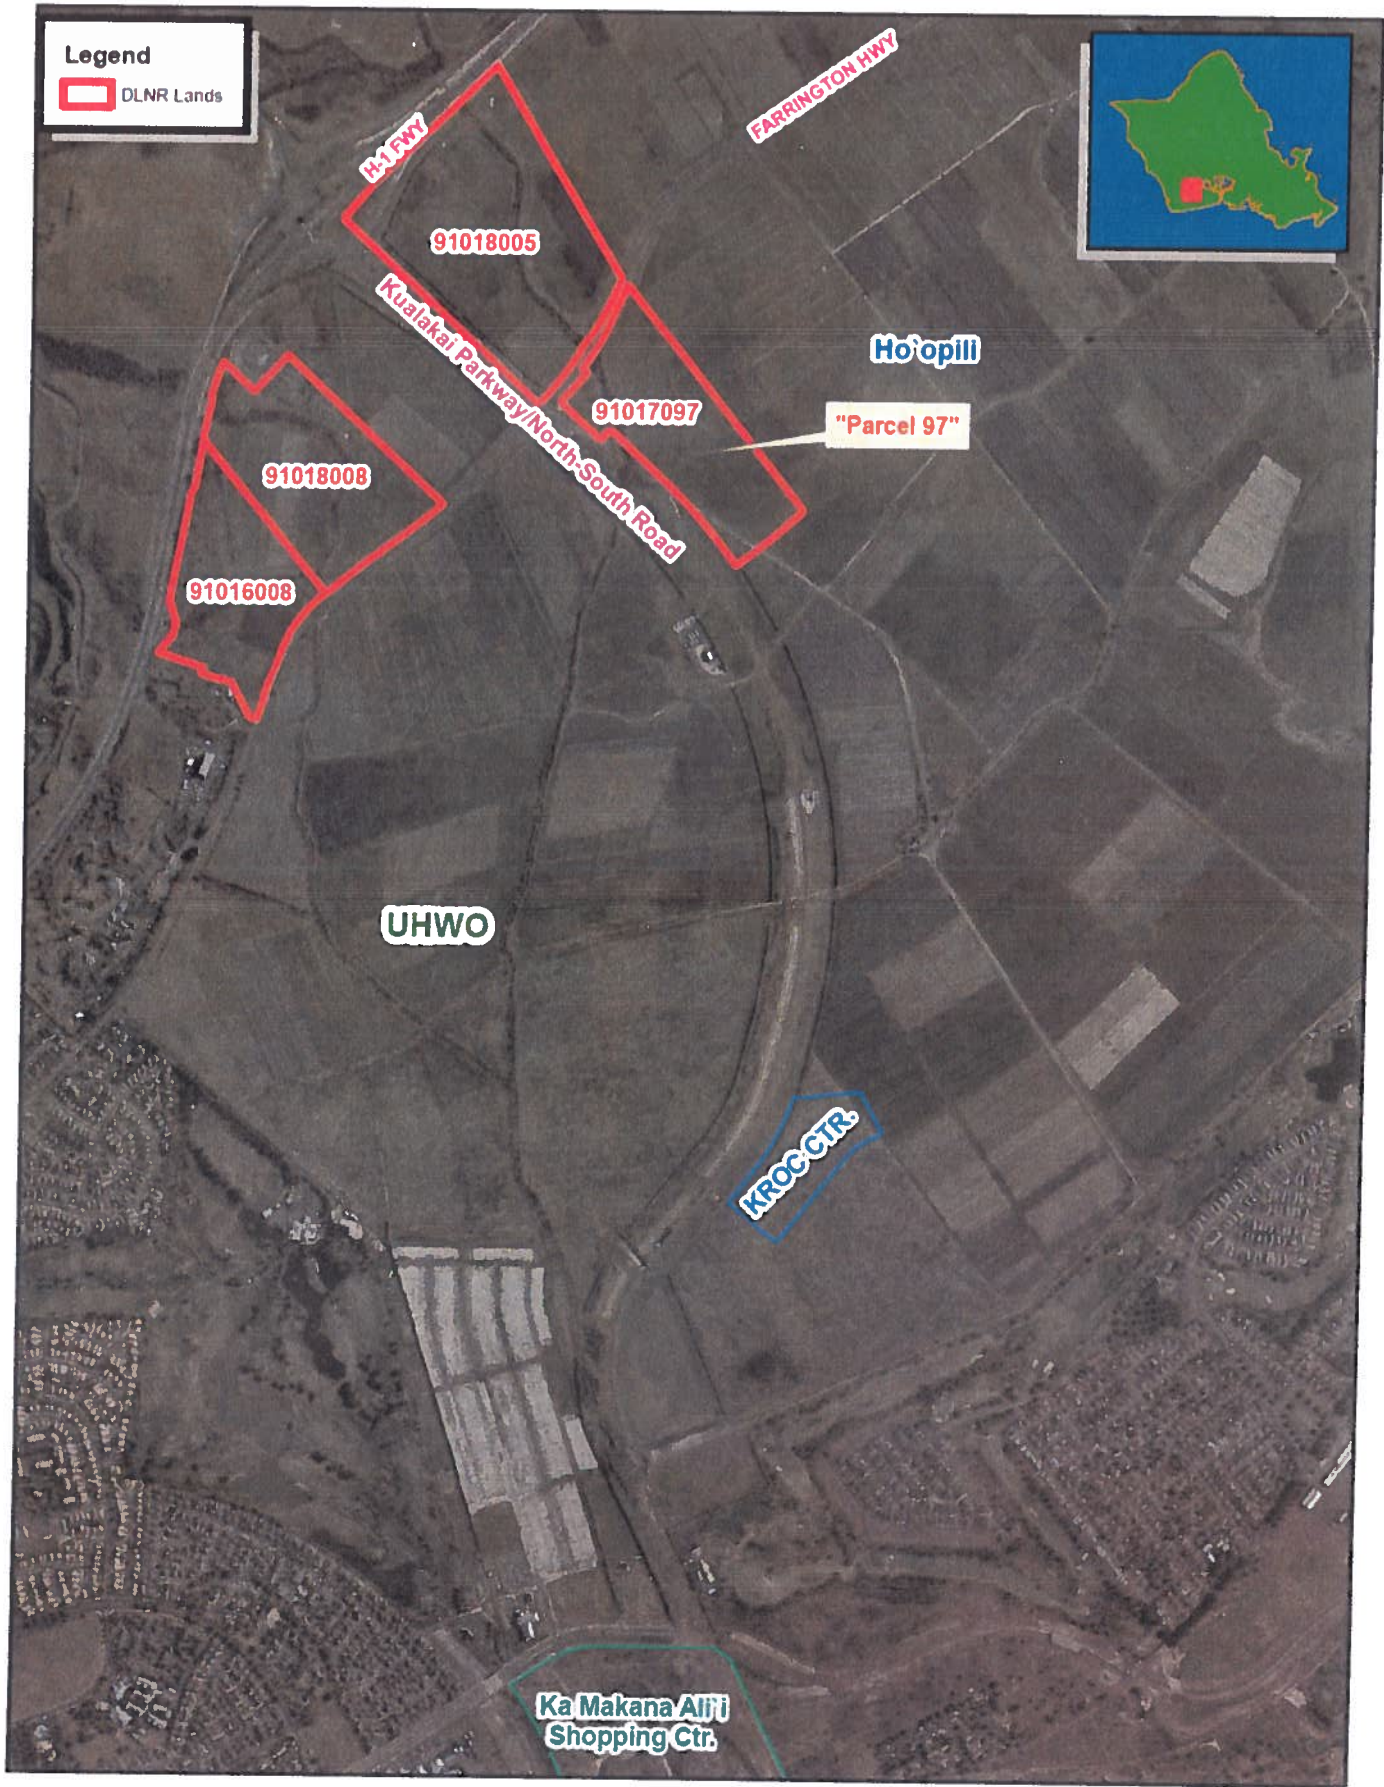 Legend
DLNR Lands
FARRINGTON HWY
H-1 FWY
91018005
Kualakai Parkway/North-South Road
Ho`opili
91017097
"Parcel 97"
91018008
91016008
UHWO
KROC CTR.
Ka Makana Ali`i
Shopping Ctr.